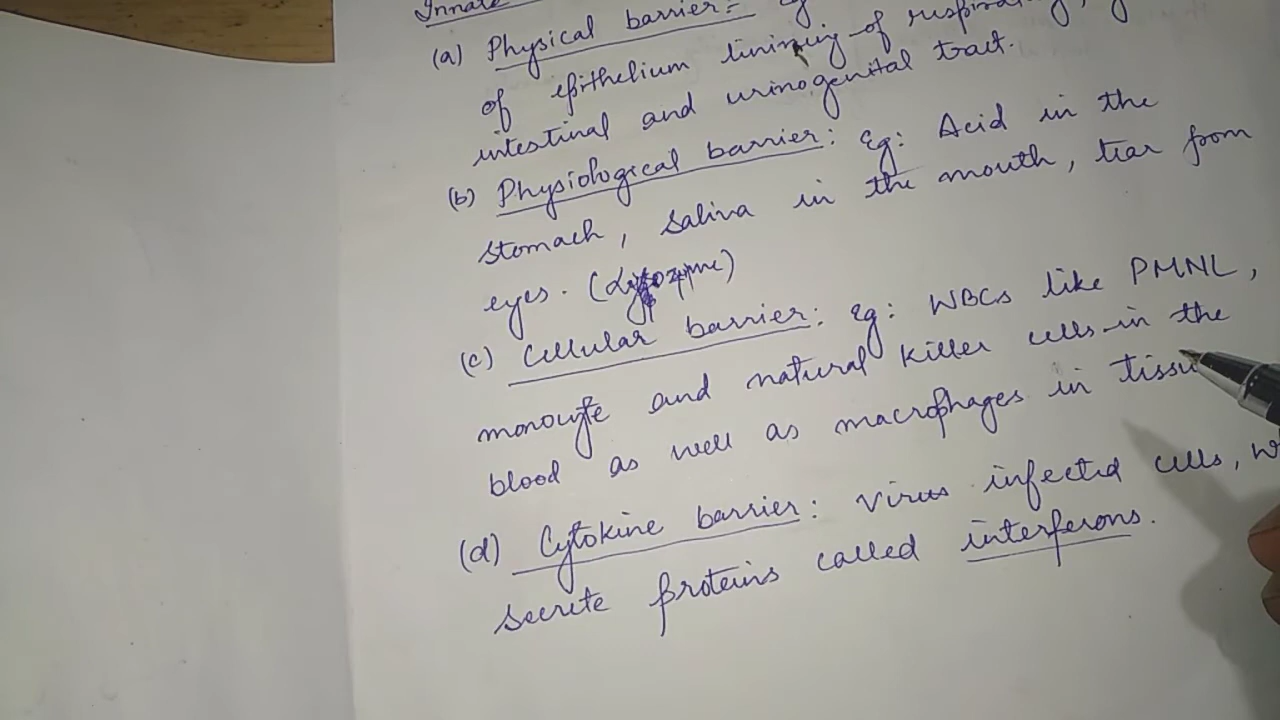 Innate
(a) Physical barrier:-
of epithelium lining of
intestinal and urinogenital tract.
(b) Physiological barrier: Eg: Acid in the
stomach, saliva in the mouth, tear from
eyes. (Lysozyme)
(c) Cellular barrier: Eg: WBCs like PMNL,
monocyte and natural killer cells in the
blood as well as macrophages in tissu
(d) Cytokine barrier: Virus infected cells,
secrete proteins called interferons.